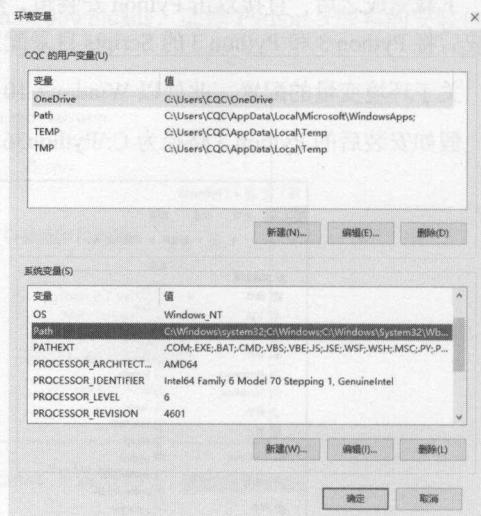 环境变量
CQC 的用户变量(U)
变量 值
OneDrive C:\Users\CQC\OneDrive
Path C:\Users\CQC\AppData\Local\Microsoft\WindowsApps;
TEMP C:\Users\CQC\AppData\Local\Temp
TMP C:\Users\CQC\AppData\Local\Temp
新建(N)... 编辑(E)... 删除(D)
系统变量(S)
变量 值
OS Windows_NT
Path C:\Windows\system32;C:\Windows;C:\Windows\System32\Wb...
PATHEXT .COM;.EXE;.BAT;.CMD;.VBS;.VBE;.JS;.JSE;.WSF;.WSH;.MSC;.PY;.P...
PROCESSOR_ARCHITECT... AMD64
PROCESSOR_IDENTIFIER Intel64 Family 6 Model 70 Stepping 1, GenuineIntel
PROCESSOR_LEVEL 6
PROCESSOR_REVISION 4601
新建(W)... 编辑(I)... 删除(L)
确定 取消